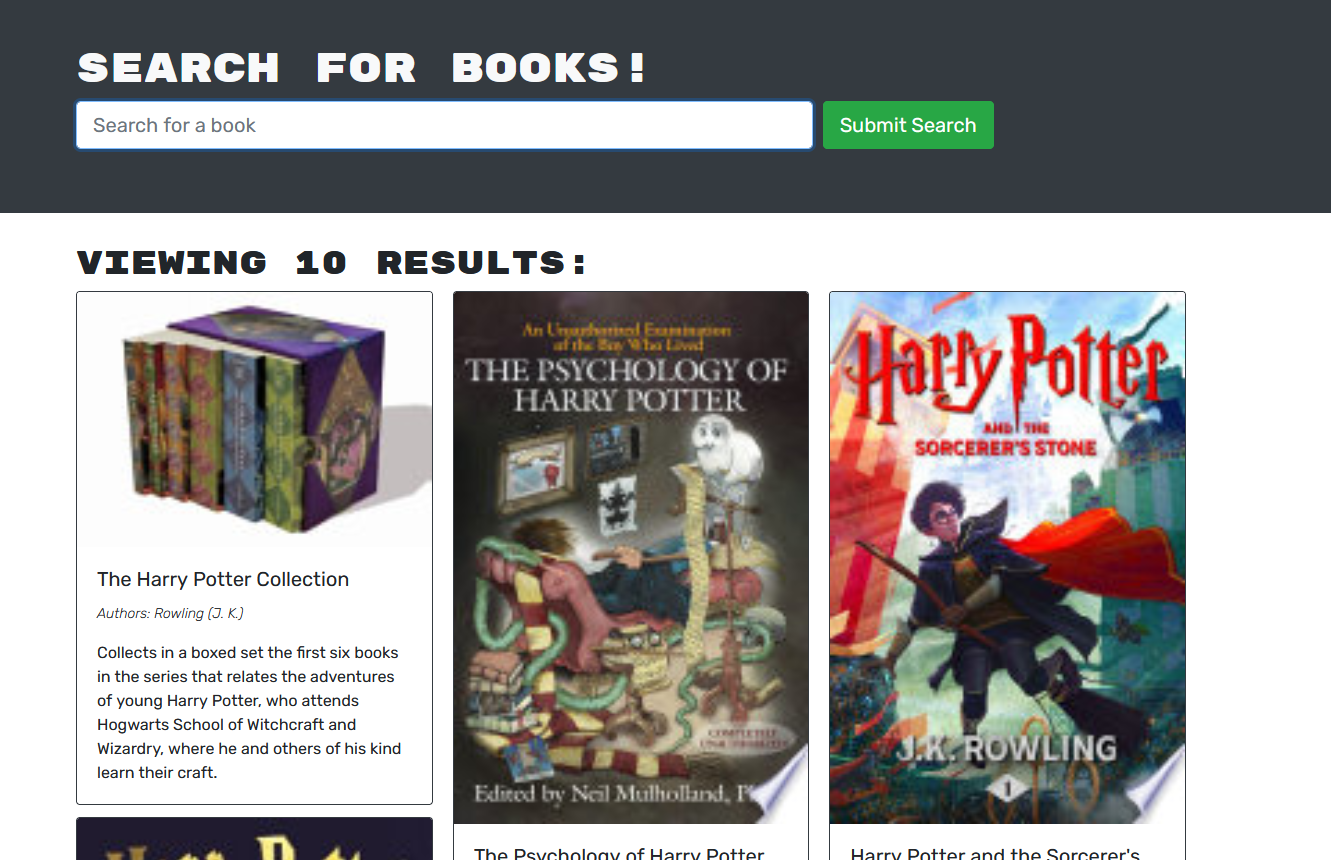 SEARCH FOR BOOKS!
Search for a book
Submit Search
VIEWING 10 RESULTS:
The Harry Potter Collection
Authors: Rowling (J. K.)
Collects in a boxed set the first six books
in the series that relates the adventures
of young Harry Potter, who attends
Hogwarts School of Witchcraft and
Wizardry, where he and others of his kind
learn their craft.
An Unauthorized Examination
of the Boy Who Lived
THE PSYCHOLOGY OF
HARRY POTTER
COMPLETELY
UNAUTHORIZED
Edited by Neil Mulholland,
The Psychology of Harry Potter
Harry Potter
AND THE
SORCERER'S STONE
J.K. ROWLING
1
Harry Potter and the Sorcerer's